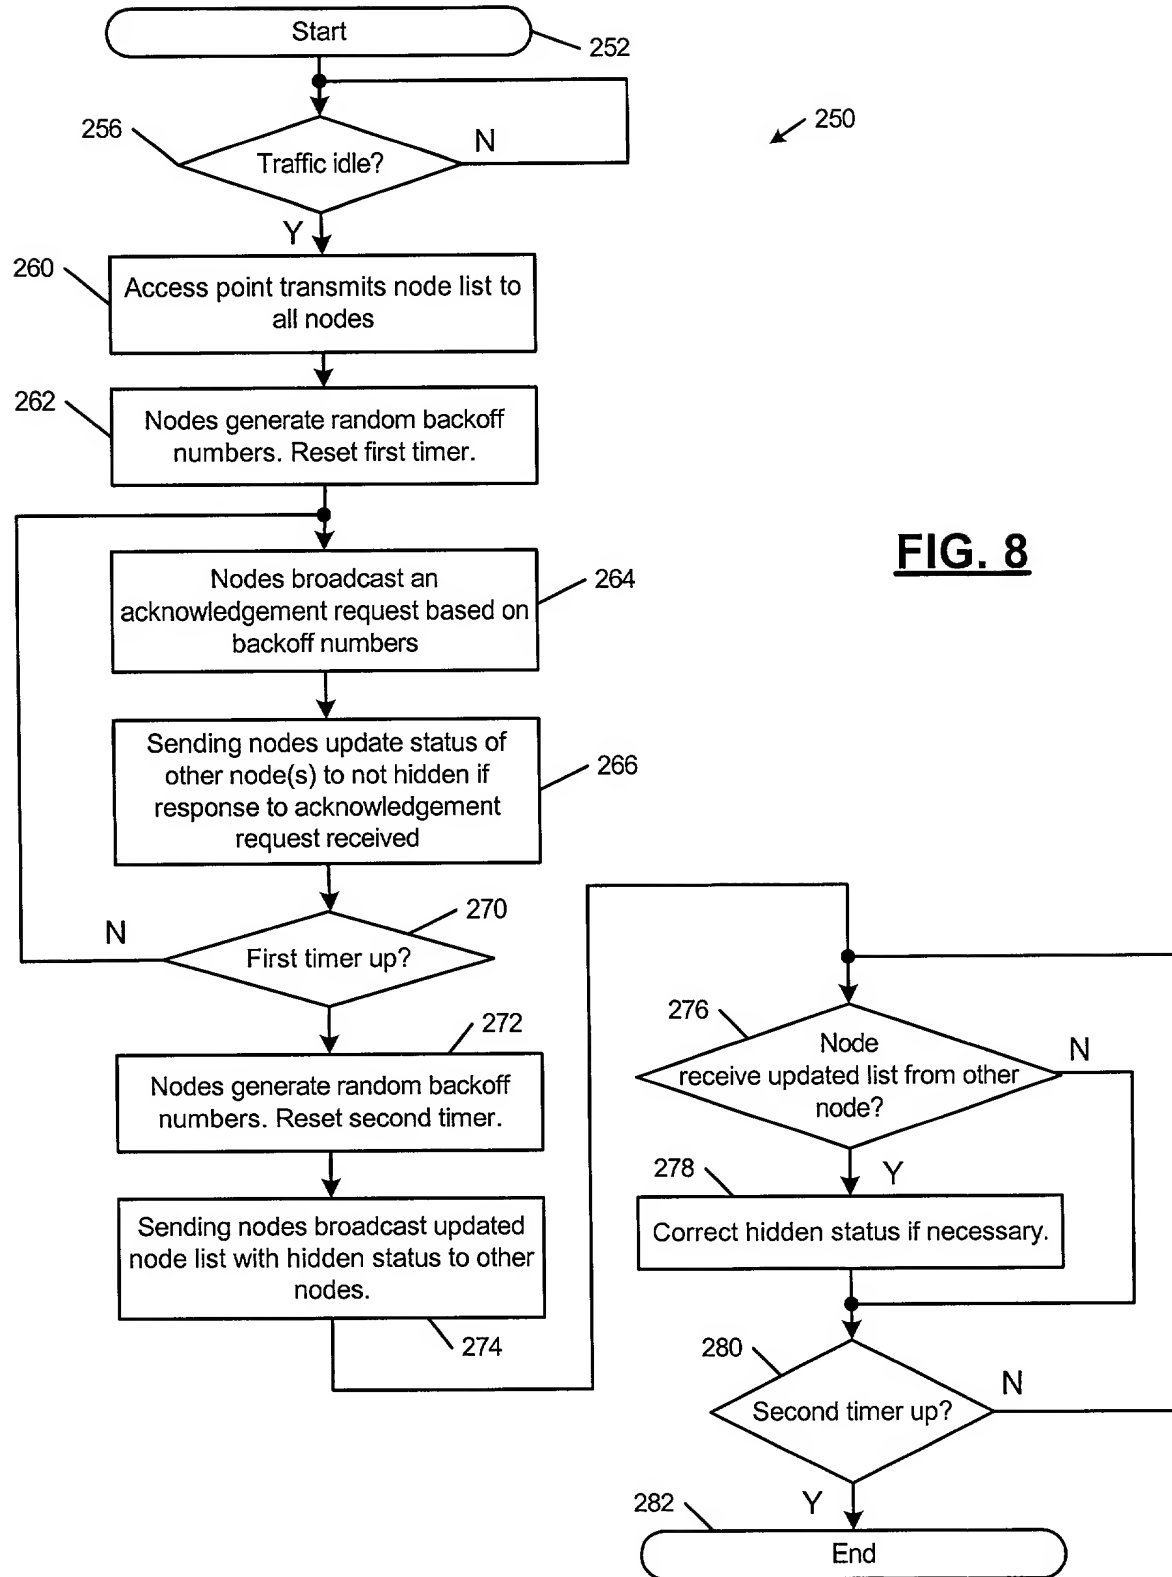 Start
252
250
256
Traffic idle?
N
Y
260
Access point transmits node list to
all nodes
262
Nodes generate random backoff
numbers. Reset first timer.
FIG. 8
Nodes broadcast an
acknowledgement request based on
backoff numbers
264
Sending nodes update status of
other node(s) to not hidden if
response to acknowledgement
request received
266
270
N
First timer up?
272
Nodes generate random backoff
numbers. Reset second timer.
Sending nodes broadcast updated
node list with hidden status to other
nodes.
274
276
Node
receive updated list from other
node?
N
Y
278
Correct hidden status if necessary.
280
Second timer up?
N
Y
282
End